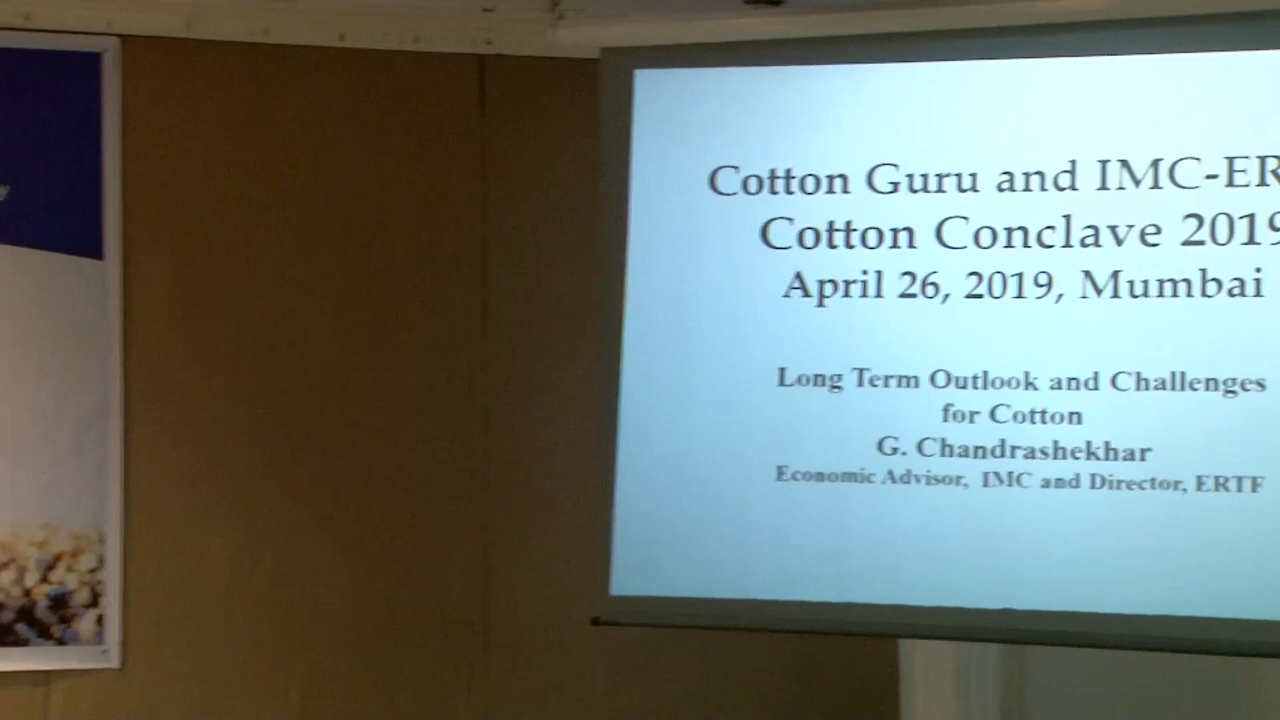 Cotton Guru and IMC-ER
Cotton Conclave 2019
April 26, 2019, Mumbai
Long Term Outlook and Challenges
for Cotton
G. Chandrashekhar
Economic Advisor, IMC and Director, ERTF